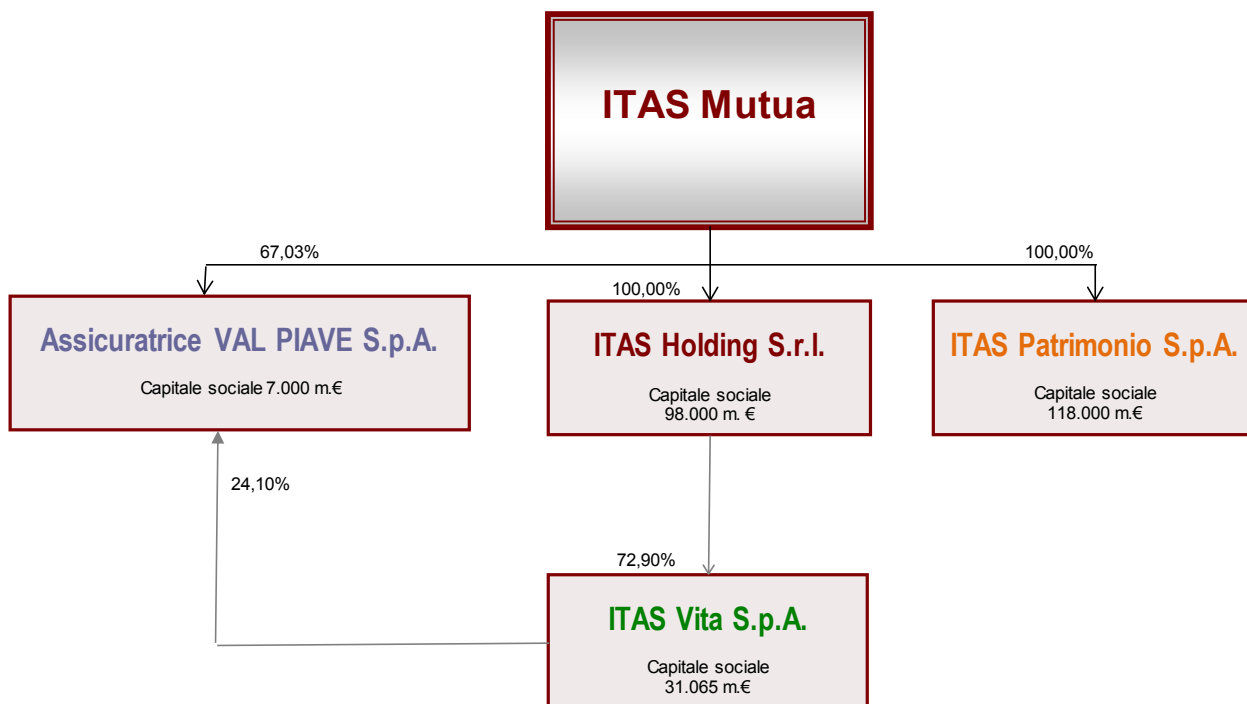 ITAS Mutua
67,03%
100,00%
100,00%
Assicuratrice VAL PIAVE S.p.A.
Capitale sociale 7.000 m.€
ITAS Holding S.r.l.
Capitale sociale
98.000 m. €
ITAS Patrimonio S.p.A.
Capitale sociale
118.000 m.€
24,10%
72,90%
ITAS Vita S.p.A.
Capitale sociale
31.065 m.€